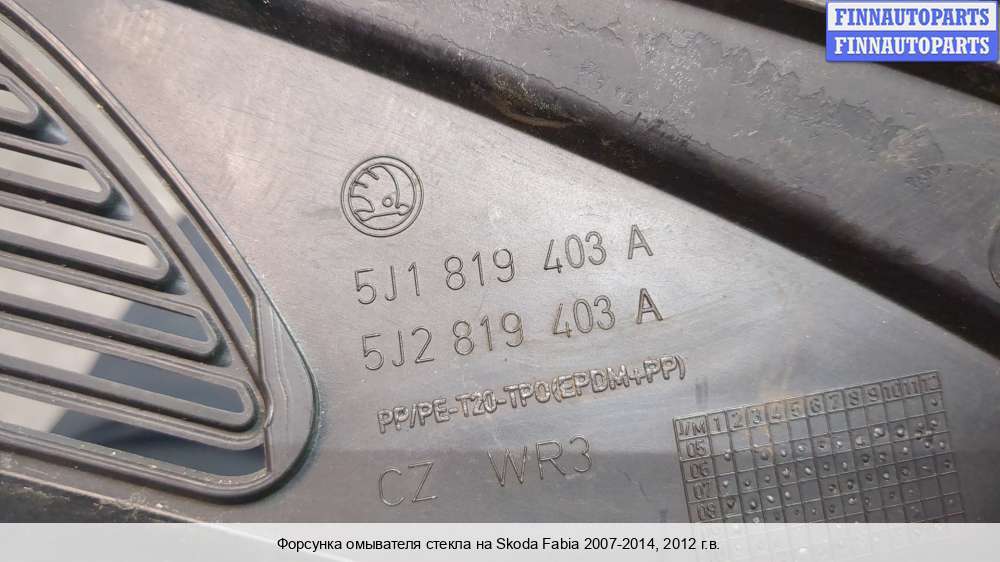 FINNAUTOPARTS
FINNAUTOPARTS
5J1 819 403 A
5J2 819 403 A
PP/PE-T20-TPO(EPDM+PP)
CZ WR3
J/M 1 2 3 4 5 6 7 8 9 10 11
05
06
07
08
Форсунка омывателя стекла на Skoda Fabia 2007-2014, 2012 г.в.